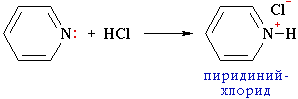 N: + HCl
Cl⁻
N⁺–H
пиридиний-
хлорид